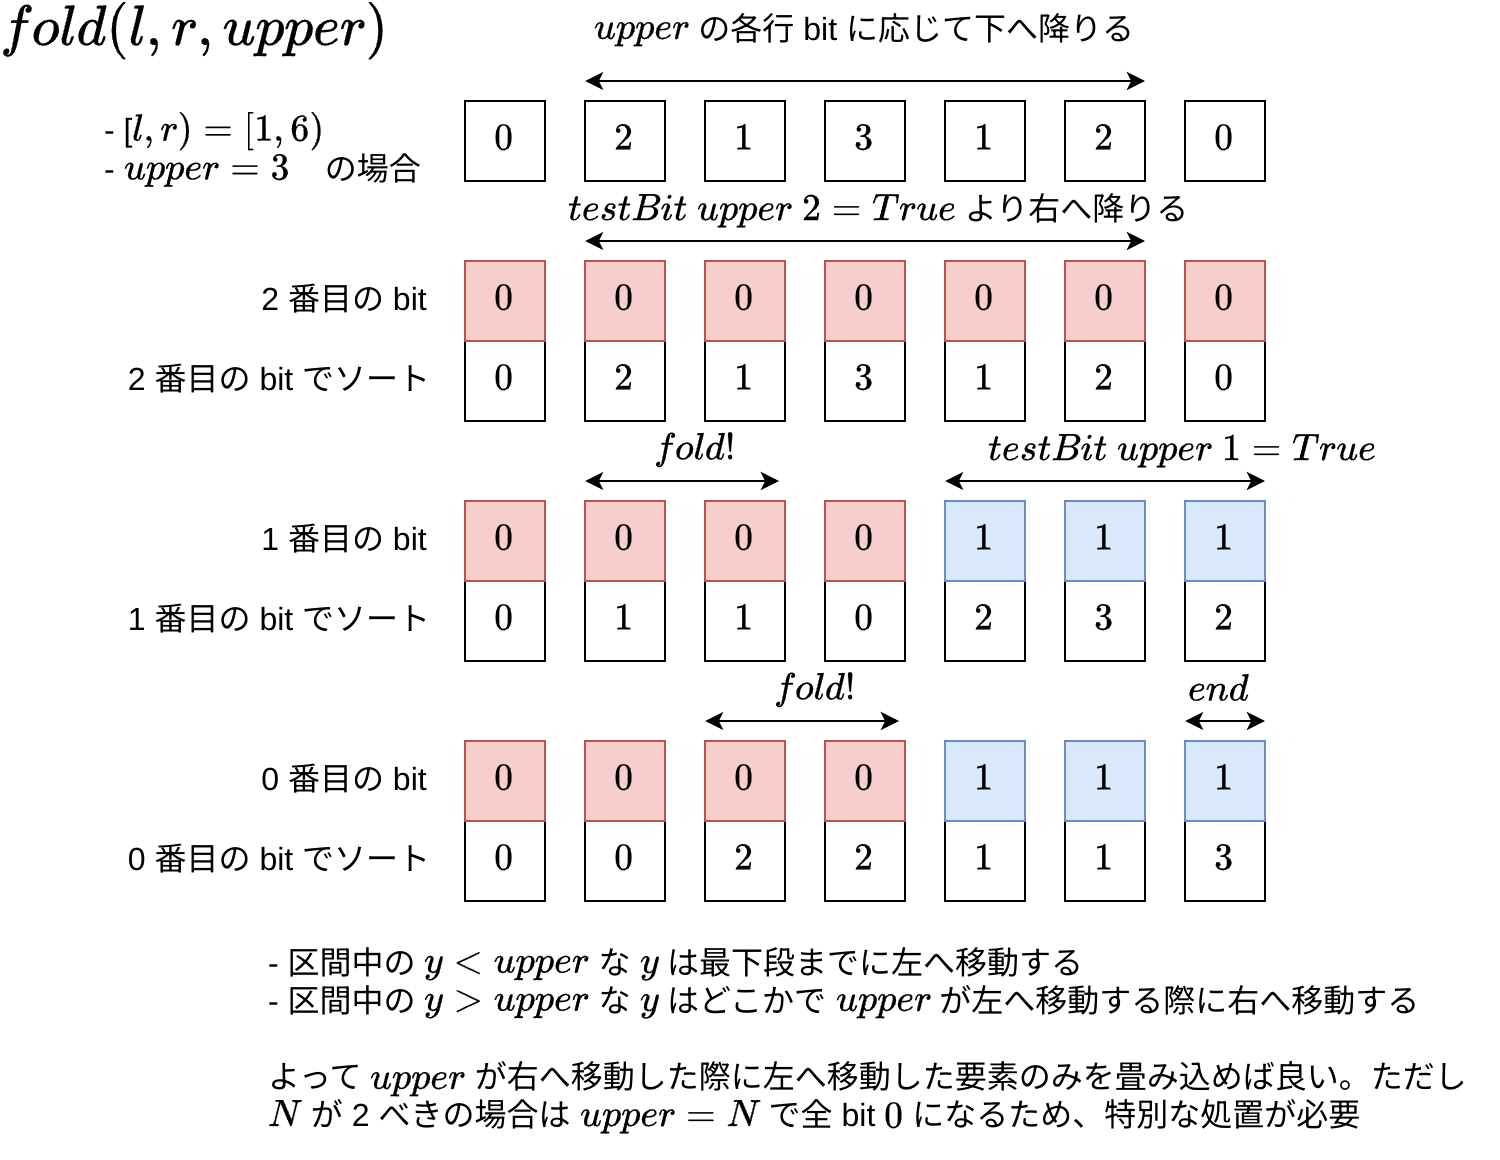 fold(l, r, upper)
upper の各行 bit に応じて下へ降りる
- [l, r) = [1, 6)
- upper = 3 の場合
0 2 1 3 1 2 0
testBit upper 2 = True より右へ降りる
2 番目の bit 0 0 0 0 0 0 0
2 番目の bit でソート 0 2 1 3 1 2 0
fold! testBit upper 1 = True
1 番目の bit 0 0 0 0 1 1 1
1 番目の bit でソート 0 1 1 0 2 3 2
fold! end
0 番目の bit 0 0 0 0 1 1 1
0 番目の bit でソート 0 0 2 2 1 1 3
- 区間中の y < upper な y は最下段までに左へ移動する
- 区間中の y > upper な y はどこかで upper が左へ移動する際に右へ移動する
よって upper が右へ移動した際に左へ移動した要素のみを畳み込めば良い。ただし
N が 2 べきの場合は upper = N で全 bit 0 になるため、特別な処置が必要